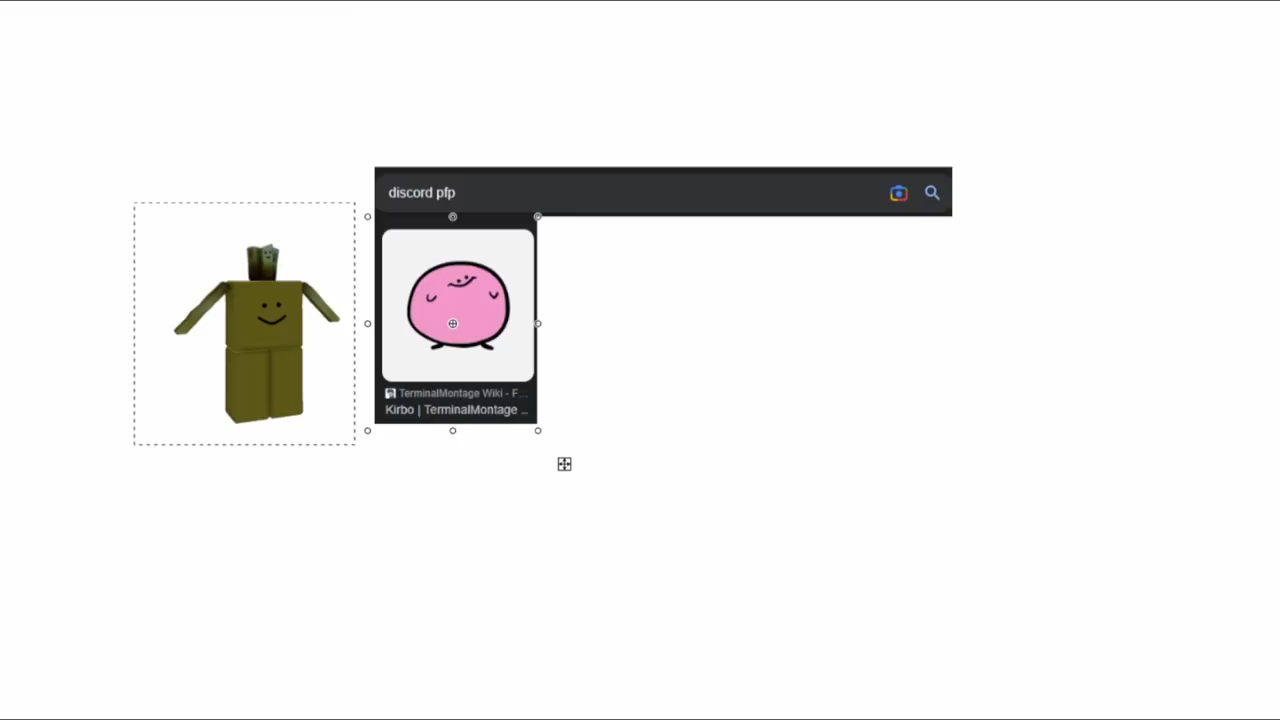 discord pfp
TerminalMontage Wiki - F...
Kirbo | TerminalMontage ...